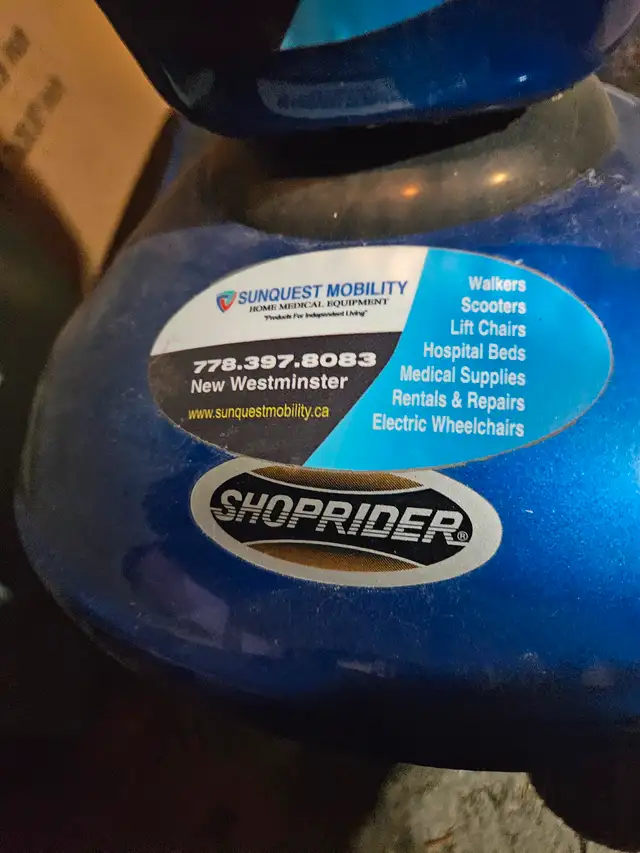 SUNQUEST MOBILITY
HOME MEDICAL EQUIPMENT
"Products For Independent Living"
778.397.8083
New Westminster
www.sunquestmobility.ca
Walkers
Scooters
Lift Chairs
Hospital Beds
Medical Supplies
Rentals & Repairs
Electric Wheelchairs
SHOPRIDER®